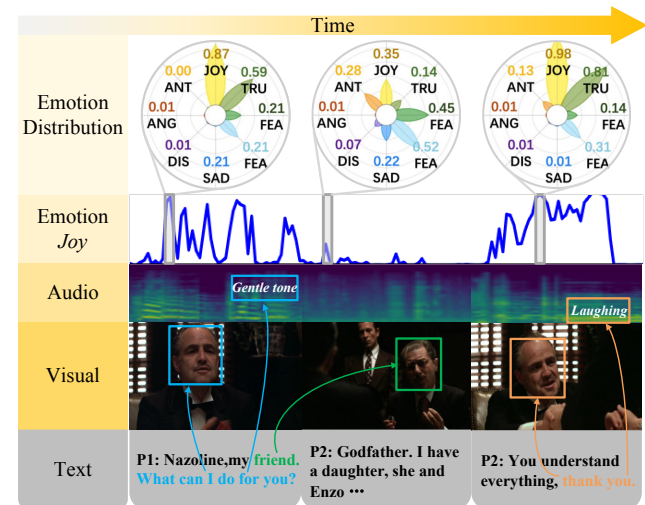 Time
Emotion
Distribution
0.87
JOY
0.59
TRU
0.21
FEA
0.21
FEA
0.21
SAD
0.01
DIS
0.01
ANG
0.00
ANT
0.35
JOY
0.14
TRU
0.45
FEA
0.52
FEA
0.22
SAD
0.07
DIS
0.01
ANG
0.28
ANT
0.98
JOY
0.81
TRU
0.14
FEA
0.31
FEA
0.01
SAD
0.01
DIS
0.01
ANG
0.13
ANT
Emotion
Joy
Audio
Gentle tone
Laughing
Visual
Text
P1: Nazoline,my friend.
What can I do for you?
P2: Godfather. I have
a daughter, she and
Enzo ···
P2: You understand
everything, thank you.